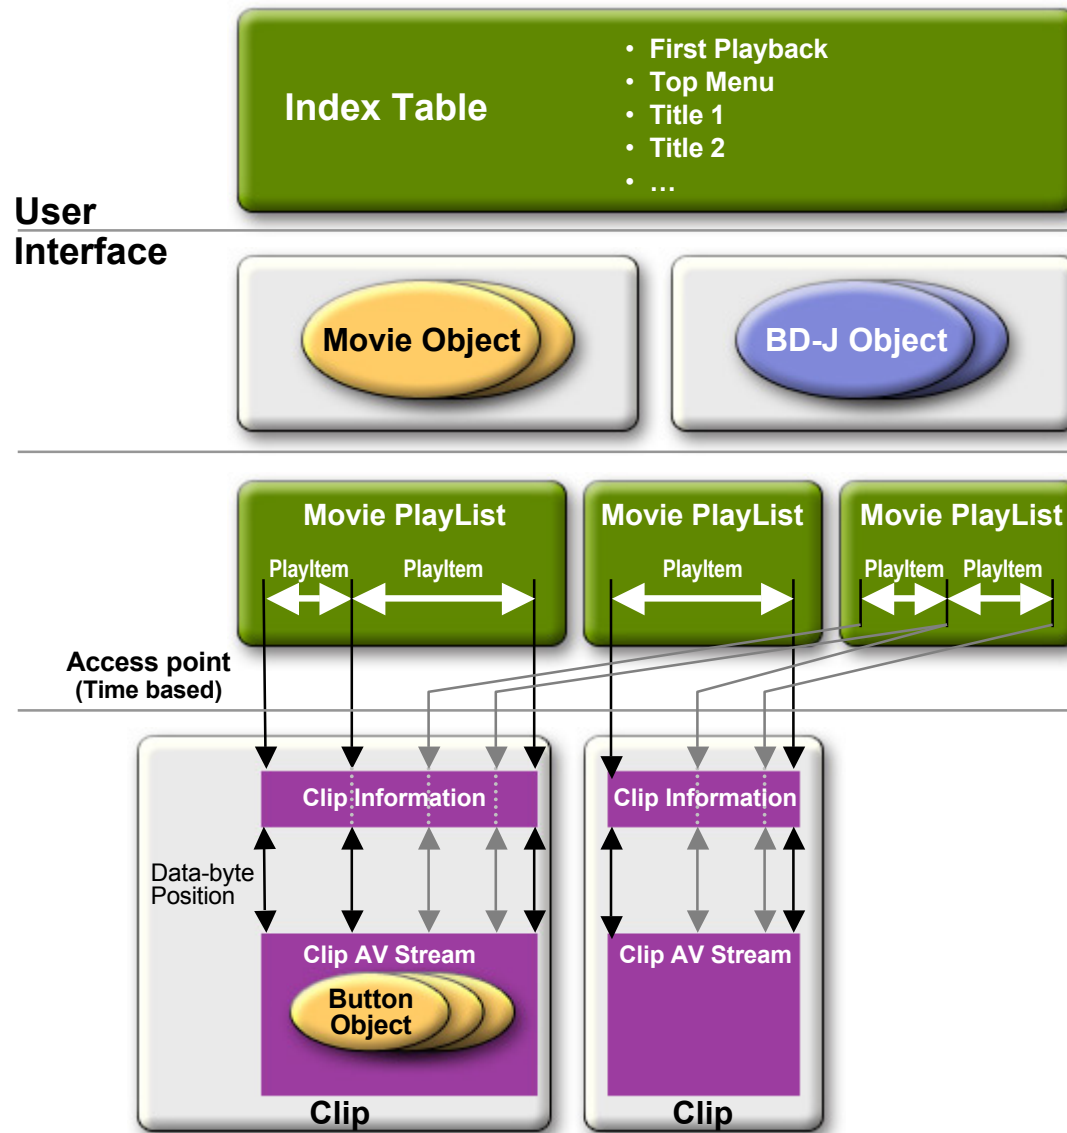 Index Table
• First Playback
• Top Menu
• Title 1
• Title 2
• …
User
Interface
Movie Object
BD-J Object
Movie PlayList
PlayItem
PlayItem
Movie PlayList
PlayItem
Movie PlayList
PlayItem
PlayItem
Access point
(Time based)
Clip Information
Clip Information
Data-byte
Position
Clip AV Stream
Button
Object
Clip
Clip AV Stream
Clip